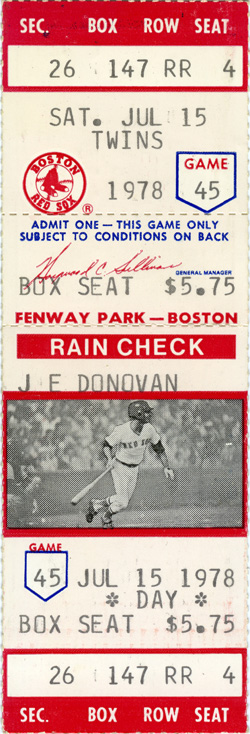 SEC. BOX ROW SEAT
26 147 RR 4
SAT. JUL 15
TWINS
BOSTON
RED SOX
®
1978
GAME
45
ADMIT ONE — THIS GAME ONLY
SUBJECT TO CONDITIONS ON BACK
Haywood C Sullivan
GENERAL MANAGER
BOX SEAT $5.75
FENWAY PARK — BOSTON
RAIN CHECK
J E DONOVAN
RED SOX
GAME
45 JUL 15 1978
* DAY *
BOX SEAT $5.75
26 147 RR 4
SEC. BOX ROW SEAT